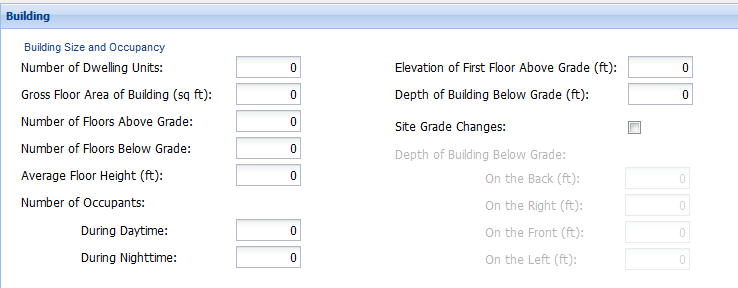 Building
Building Size and Occupancy
Number of Dwelling Units: 0
Gross Floor Area of Building (sq ft): 0
Number of Floors Above Grade: 0
Number of Floors Below Grade: 0
Average Floor Height (ft): 0
Number of Occupants:
During Daytime: 0
During Nighttime: 0
Elevation of First Floor Above Grade (ft): 0
Depth of Building Below Grade (ft): 0
Site Grade Changes:
Depth of Building Below Grade:
On the Back (ft): 0
On the Right (ft): 0
On the Front (ft): 0
On the Left (ft): 0